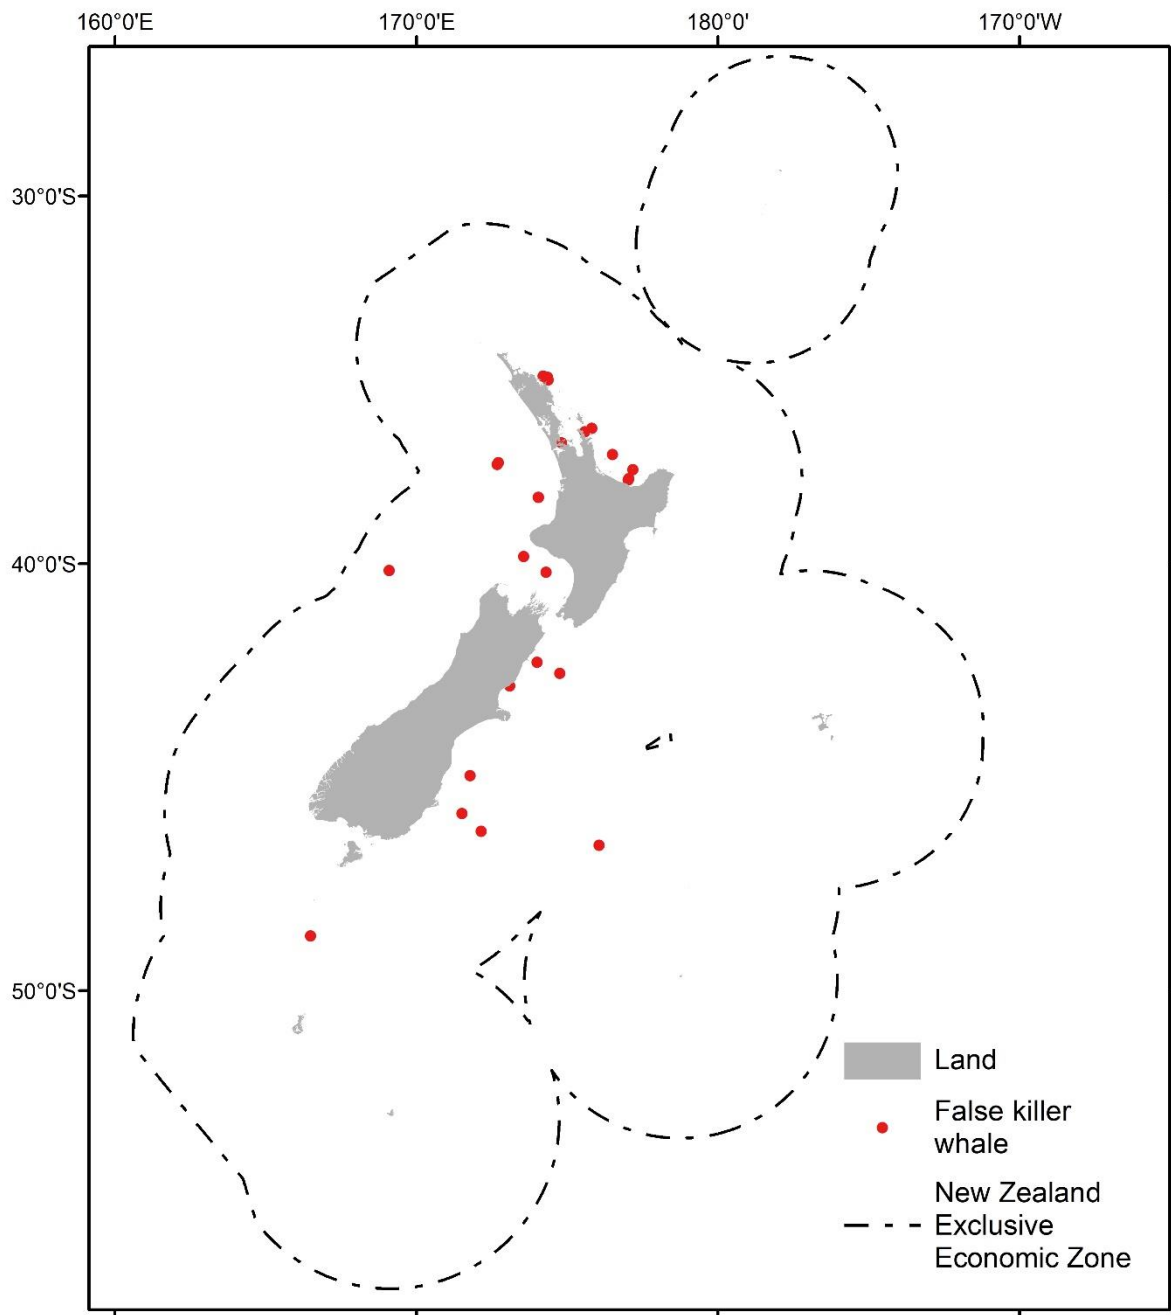 160°0'E
170°0'E
180°0'
170°0'W
30°0'S
40°0'S
50°0'S
Land
False killer
whale
New Zealand
Exclusive
Economic Zone